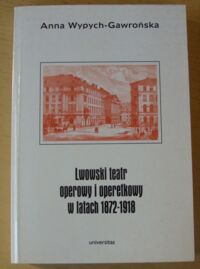 Anna Wypych-Gawrońska
Lwowski teatr
operowy i operetkowy
w latach 1872-1918
universitas